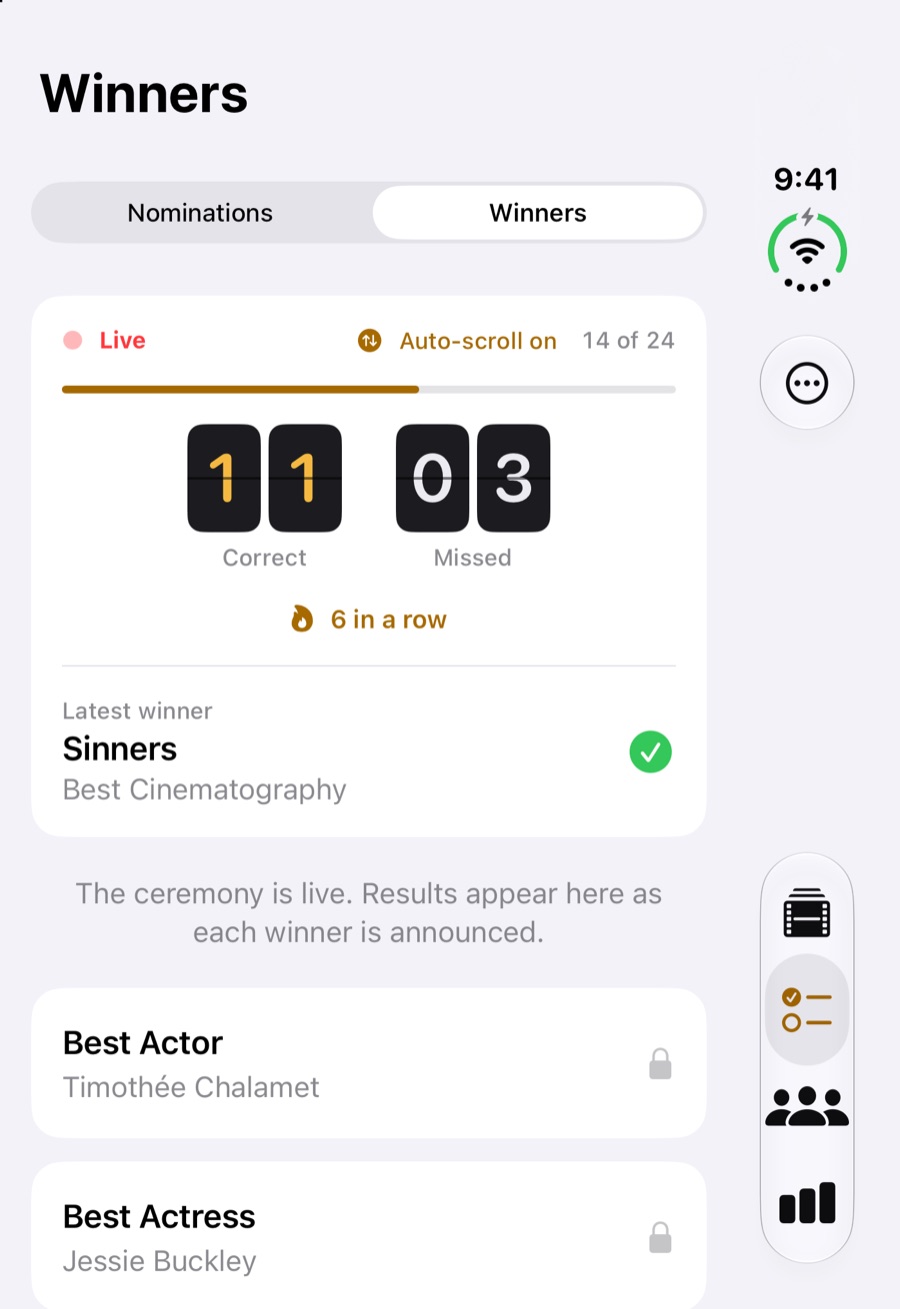 Winners
9:41
Nominations
Winners
Live
Auto-scroll on
14 of 24
11
03
Correct
Missed
6 in a row
Latest winner
Sinners
Best Cinematography
The ceremony is live. Results appear here as
each winner is announced.
Best Actor
Timothée Chalamet
Best Actress
Jessie Buckley